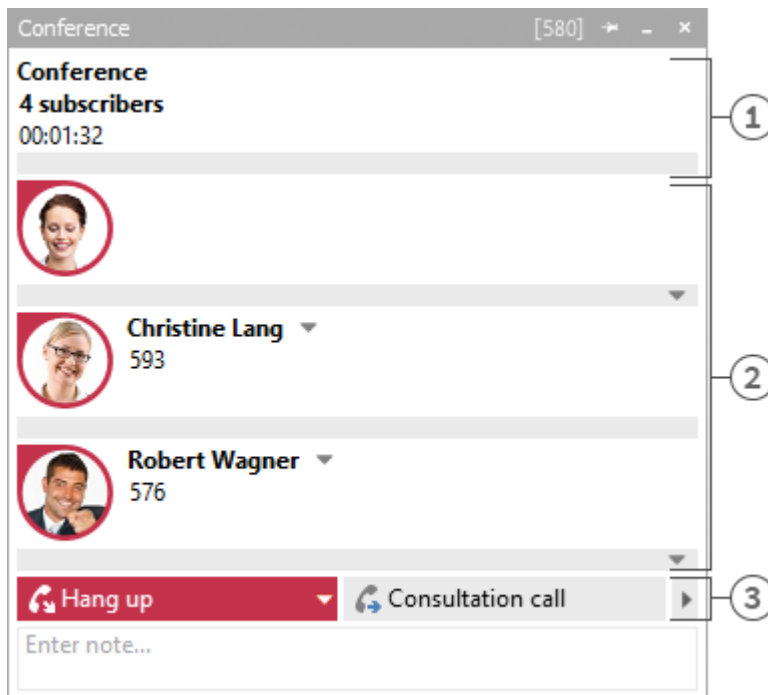 Conference [580]
Conference
4 subscribers
00:01:32
1
Christine Lang
593
2
Robert Wagner
576
Hang up Consultation call
3
Enter note...